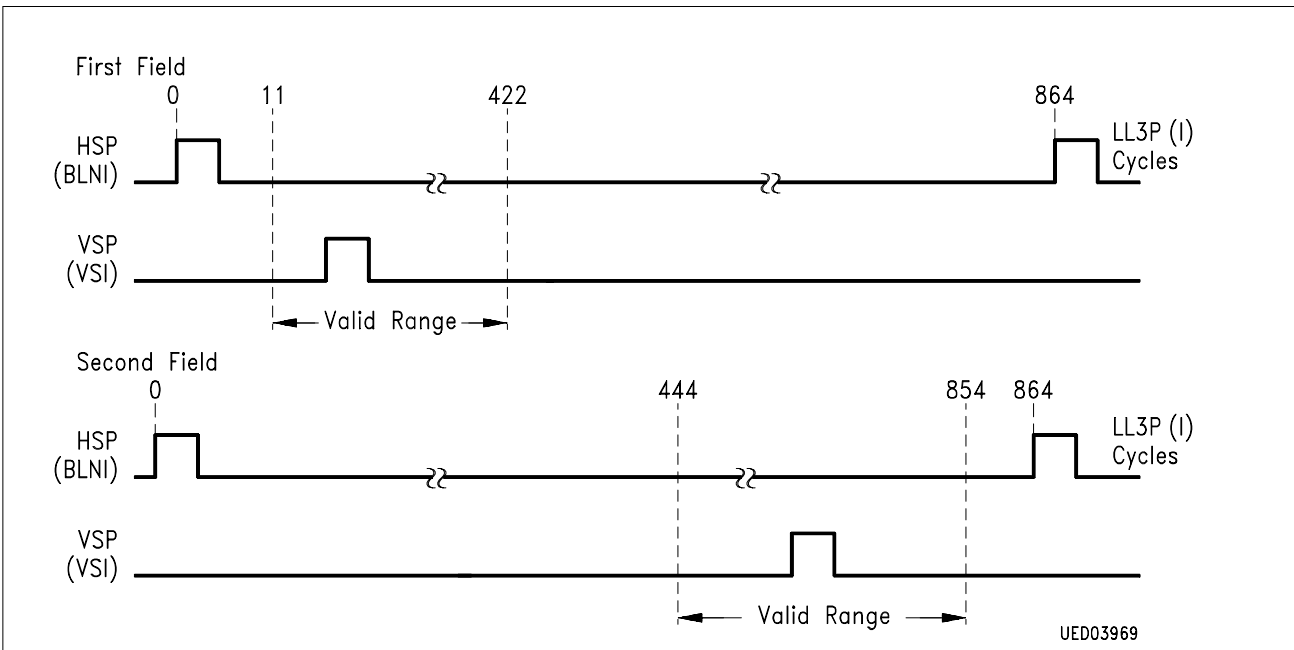 First Field
0 11 422 864
HSP
(BLNI)
LL3P (I)
Cycles
VSP
(VSI)
Valid Range
Second Field
0 444 854 864
HSP
(BLNI)
LL3P (I)
Cycles
VSP
(VSI)
Valid Range
UED03969